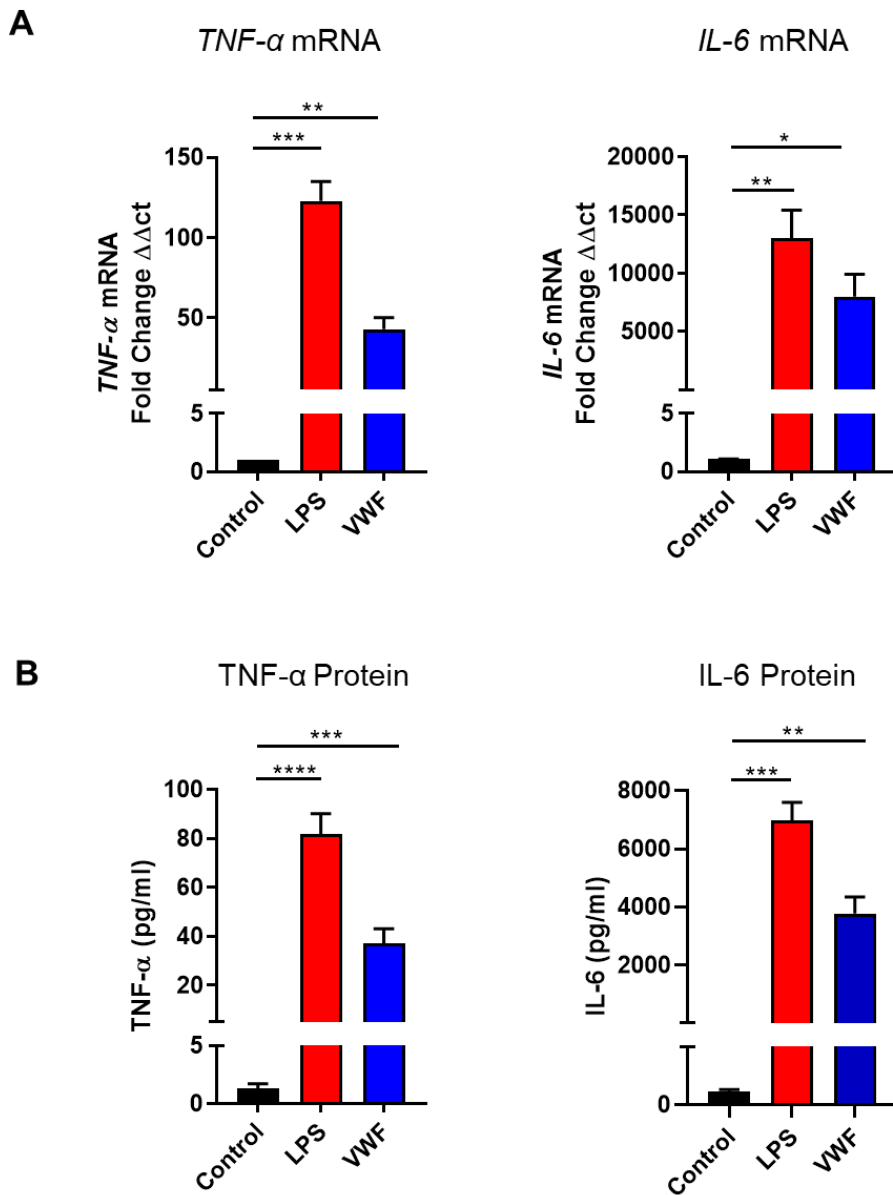 A
TNF-α mRNA
IL-6 mRNA
**
***
150
100
50
5
0
TNF-α mRNA
Fold Change ΔΔct
Control
LPS
VWF
*
**
20000
15000
10000
5000
5
0
IL-6 mRNA
Fold Change ΔΔct
Control
LPS
VWF
B
TNF-α Protein
IL-6 Protein
***
****
100
80
60
40
20
5
0
TNF-α (pg/ml)
Control
LPS
VWF
**
***
8000
6000
4000
2000
0
IL-6 (pg/ml)
Control
LPS
VWF